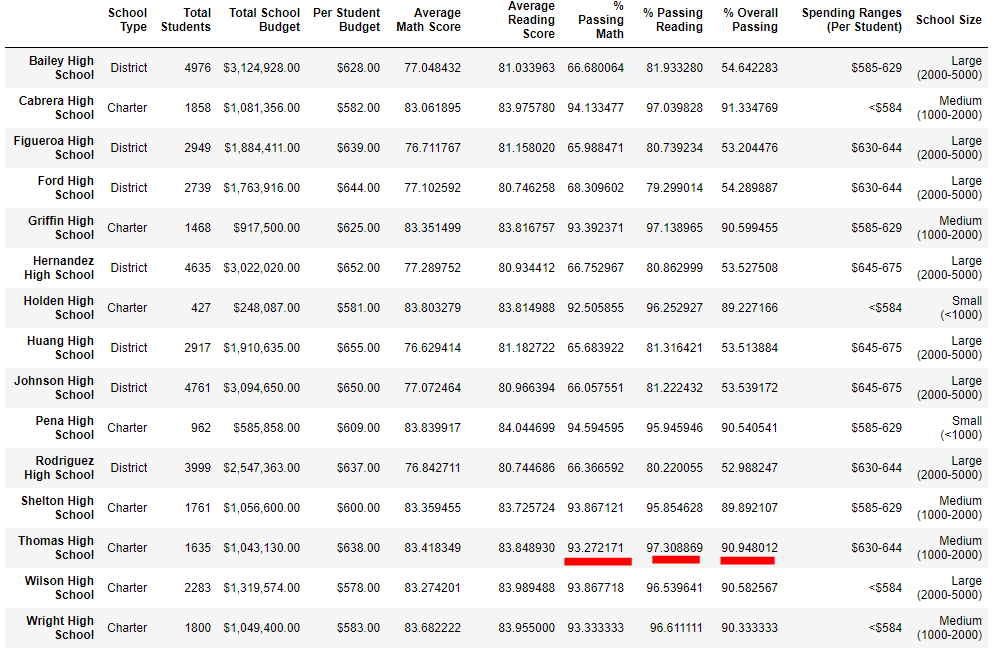 School Type Total Students Total School Budget Per Student Budget Average Math Score Average Reading Score % Passing Math % Passing Reading % Overall Passing Spending Ranges (Per Student) School Size
Bailey High School District 4976 $3,124,928.00 $628.00 77.048432 81.033963 66.680064 81.933280 54.642283 $585-629 Large (2000-5000)
Cabrera High School Charter 1858 $1,081,356.00 $582.00 83.061895 83.975780 94.133477 97.039828 91.334769 <$584 Medium (1000-2000)
Figueroa High School District 2949 $1,884,411.00 $639.00 76.711767 81.158020 65.988471 80.739234 53.204476 $630-644 Large (2000-5000)
Ford High School District 2739 $1,763,916.00 $644.00 77.102592 80.746258 68.309602 79.299014 54.289887 $630-644 Large (2000-5000)
Griffin High School Charter 1468 $917,500.00 $625.00 83.351499 83.816757 93.392371 97.138965 90.599455 $585-629 Medium (1000-2000)
Hernandez High School District 4635 $3,022,020.00 $652.00 77.289752 80.934412 66.752967 80.862999 53.527508 $645-675 Large (2000-5000)
Holden High School Charter 427 $248,087.00 $581.00 83.803279 83.814988 92.505855 96.252927 89.227166 <$584 Small (<1000)
Huang High School District 2917 $1,910,635.00 $655.00 76.629414 81.182722 65.683922 81.316421 53.513884 $645-675 Large (2000-5000)
Johnson High School District 4761 $3,094,650.00 $650.00 77.072464 80.966394 66.057551 81.222432 53.539172 $645-675 Large (2000-5000)
Pena High School Charter 962 $585,858.00 $609.00 83.839917 84.044699 94.594595 95.945946 90.540541 $585-629 Small (<1000)
Rodriguez High School District 3999 $2,547,363.00 $637.00 76.842711 80.744686 66.366592 80.220055 52.988247 $630-644 Large (2000-5000)
Shelton High School Charter 1761 $1,056,600.00 $600.00 83.359455 83.725724 93.867121 95.854628 89.892107 $585-629 Medium (1000-2000)
Thomas High School Charter 1635 $1,043,130.00 $638.00 83.418349 83.848930 93.272171 97.308869 90.948012 $630-644 Medium (1000-2000)
Wilson High School Charter 2283 $1,319,574.00 $578.00 83.274201 83.989488 93.867718 96.539641 90.582567 <$584 Large (2000-5000)
Wright High School Charter 1800 $1,049,400.00 $583.00 83.682222 83.955000 93.333333 96.611111 90.333333 <$584 Medium (1000-2000)